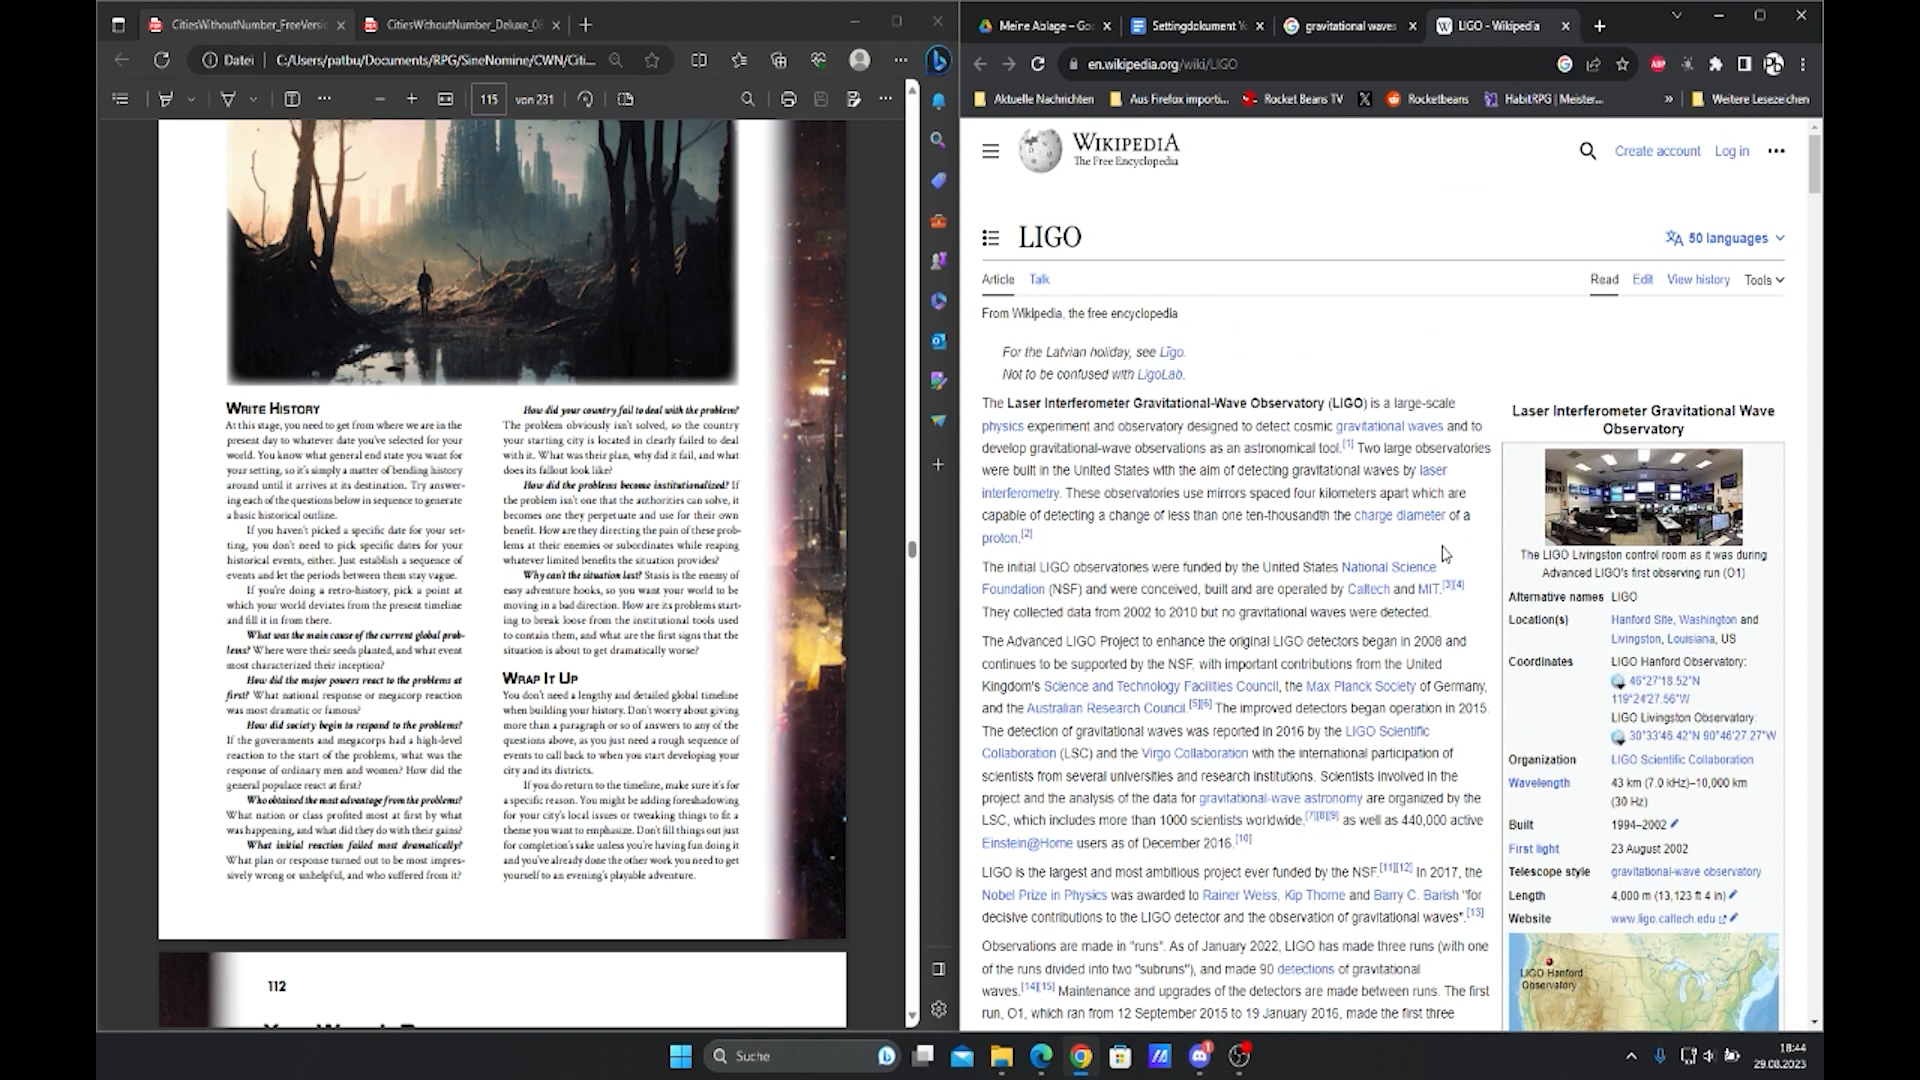 CitiesWithoutNumber_FreeVersi
CitiesWithoutNumber_Deluxe_0
Datei C:/Users/patbu/Documents/RPG/SineNomine/CWN/Citi...
115 von 231
WRITE HISTORY
At this stage, you need to get from where we are in the
present day to whatever date you've selected for your
world. You know what general end state you want for
your setting, so it's simply a matter of bending history
around until it arrives at its destination. Try answer-
ing each of the questions below in sequence to generate
a basic historical outline.
If you haven't picked a specific date for your set-
ting, you don't need to pick specific dates for your
historical events, either. Just establish a sequence of
events and let the periods between them stay vague.
If you're doing a retro-history, pick a point at
which your world deviates from the present timeline
and fill it in from there.
What was the main cause of the current global prob-
lems? Where were their seeds planted, and what event
most characterized their inception?
How did the major powers react to the problems at
first? What national response or megacorp reaction
was most dramatic or famous?
How did society begin to respond to the problems?
If the governments and megacorps had a high-level
reaction to the start of the problems, what was the
response of ordinary men and women? How did the
general populace react at first?
Who obtained the most advantage from the problems?
What nation or class profited most at first by what
was happening, and what did they do with their gains?
What initial reaction failed most dramatically?
What plan or response turned out to be most impres-
sively wrong or unhelpful, and who suffered from it?
How did your country fail to deal with the problem?
The problem obviously isn't solved, so the country
your starting city is located in clearly failed to deal
with it. What was their plan, why did it fail, and what
does its fallout look like?
How did the problems become institutionalized? If
the problem isn't one that the authorities can solve, it
becomes one they perpetuate and use for their own
benefit. How are they directing the pain of these prob-
lems at their enemies or subordinates while reaping
whatever limited benefits the situation provides?
Why can't the situation last? Stasis is the enemy of
easy adventure hooks, so you want your world to be
moving in a bad direction. How are its problems start-
ing to break loose from the institutional tools used
to contain them, and what are the first signs that the
situation is about to get dramatically worse?
WRAP IT UP
You don't need a lengthy and detailed global timeline
when building your history. Don't worry about giving
more than a paragraph or so of answers to any of the
questions above, as you just need a rough sequence of
events to call back to when you start developing your
city and its districts.
If you do return to the timeline, make sure it's for
a specific reason. You might be adding foreshadowing
for your city's local issues or tweaking things to fit a
theme you want to emphasize. Don't fill things out just
for completion's sake unless you're having fun doing it
and you've already done the other work you need to get
yourself to an evening's playable adventure.
112
Meine Ablage – Go
Settingdokument
gravitational waves
LIGO - Wikipedia
en.wikipedia.org/wiki/LIGO
ABP
Aktuelle Nachrichten
Aus Firefox importi...
Rocket Beans TV
Rocketbeans
HabitRPG | Meister...
» Weitere Lesezeichen
WIKIPEDIA
The Free Encyclopedia
Create account Log in
LIGO
50 languages
Article Talk
Read Edit View history Tools
From Wikipedia, the free encyclopedia
For the Latvian holiday, see Līgo.
Not to be confused with LigoLab.
The Laser Interferometer Gravitational-Wave Observatory (LIGO) is a large-scale
physics experiment and observatory designed to detect cosmic gravitational waves and to
develop gravitational-wave observations as an astronomical tool.[1] Two large observatories
were built in the United States with the aim of detecting gravitational waves by laser
interferometry. These observatories use mirrors spaced four kilometers apart which are
capable of detecting a change of less than one ten-thousandth the charge diameter of a
proton.[2]
The initial LIGO observatories were funded by the United States National Science
Foundation (NSF) and were conceived, built and are operated by Caltech and MIT.[3][4]
They collected data from 2002 to 2010 but no gravitational waves were detected.
The Advanced LIGO Project to enhance the original LIGO detectors began in 2008 and
continues to be supported by the NSF, with important contributions from the United
Kingdom's Science and Technology Facilities Council, the Max Planck Society of Germany,
and the Australian Research Council.[5][6] The improved detectors began operation in 2015.
The detection of gravitational waves was reported in 2016 by the LIGO Scientific
Collaboration (LSC) and the Virgo Collaboration with the international participation of
scientists from several universities and research institutions. Scientists involved in the
project and the analysis of the data for gravitational-wave astronomy are organized by the
LSC, which includes more than 1000 scientists worldwide,[7][8][9] as well as 440,000 active
Einstein@Home users as of December 2016.[10]
LIGO is the largest and most ambitious project ever funded by the NSF.[11][12] In 2017, the
Nobel Prize in Physics was awarded to Rainer Weiss, Kip Thorne and Barry C. Barish "for
decisive contributions to the LIGO detector and the observation of gravitational waves".[13]
Observations are made in "runs". As of January 2022, LIGO has made three runs (with one
of the runs divided into two "subruns"), and made 90 detections of gravitational
waves.[14][15] Maintenance and upgrades of the detectors are made between runs. The first
run, O1, which ran from 12 September 2015 to 19 January 2016, made the first three
Laser Interferometer Gravitational Wave
Observatory
The LIGO Livingston control room as it was during
Advanced LIGO's first observing run (O1)
Alternative names LIGO
Location(s) Hanford Site, Washington and
Livingston, Louisiana, US
Coordinates LIGO Hanford Observatory:
46°27′18.52″N
119°24′27.56″W
LIGO Livingston Observatory:
30°33′46.42″N 90°46′27.27″W
Organization LIGO Scientific Collaboration
Wavelength 43 km (7.0 kHz)–10,000 km
(30 Hz)
Built 1994–2002
First light 23 August 2002
Telescope style gravitational-wave observatory
Length 4,000 m (13,123 ft 4 in)
Website www.ligo.caltech.edu
LIGO Hanford
Observatory
Suche
1
18:44
29.08.2023